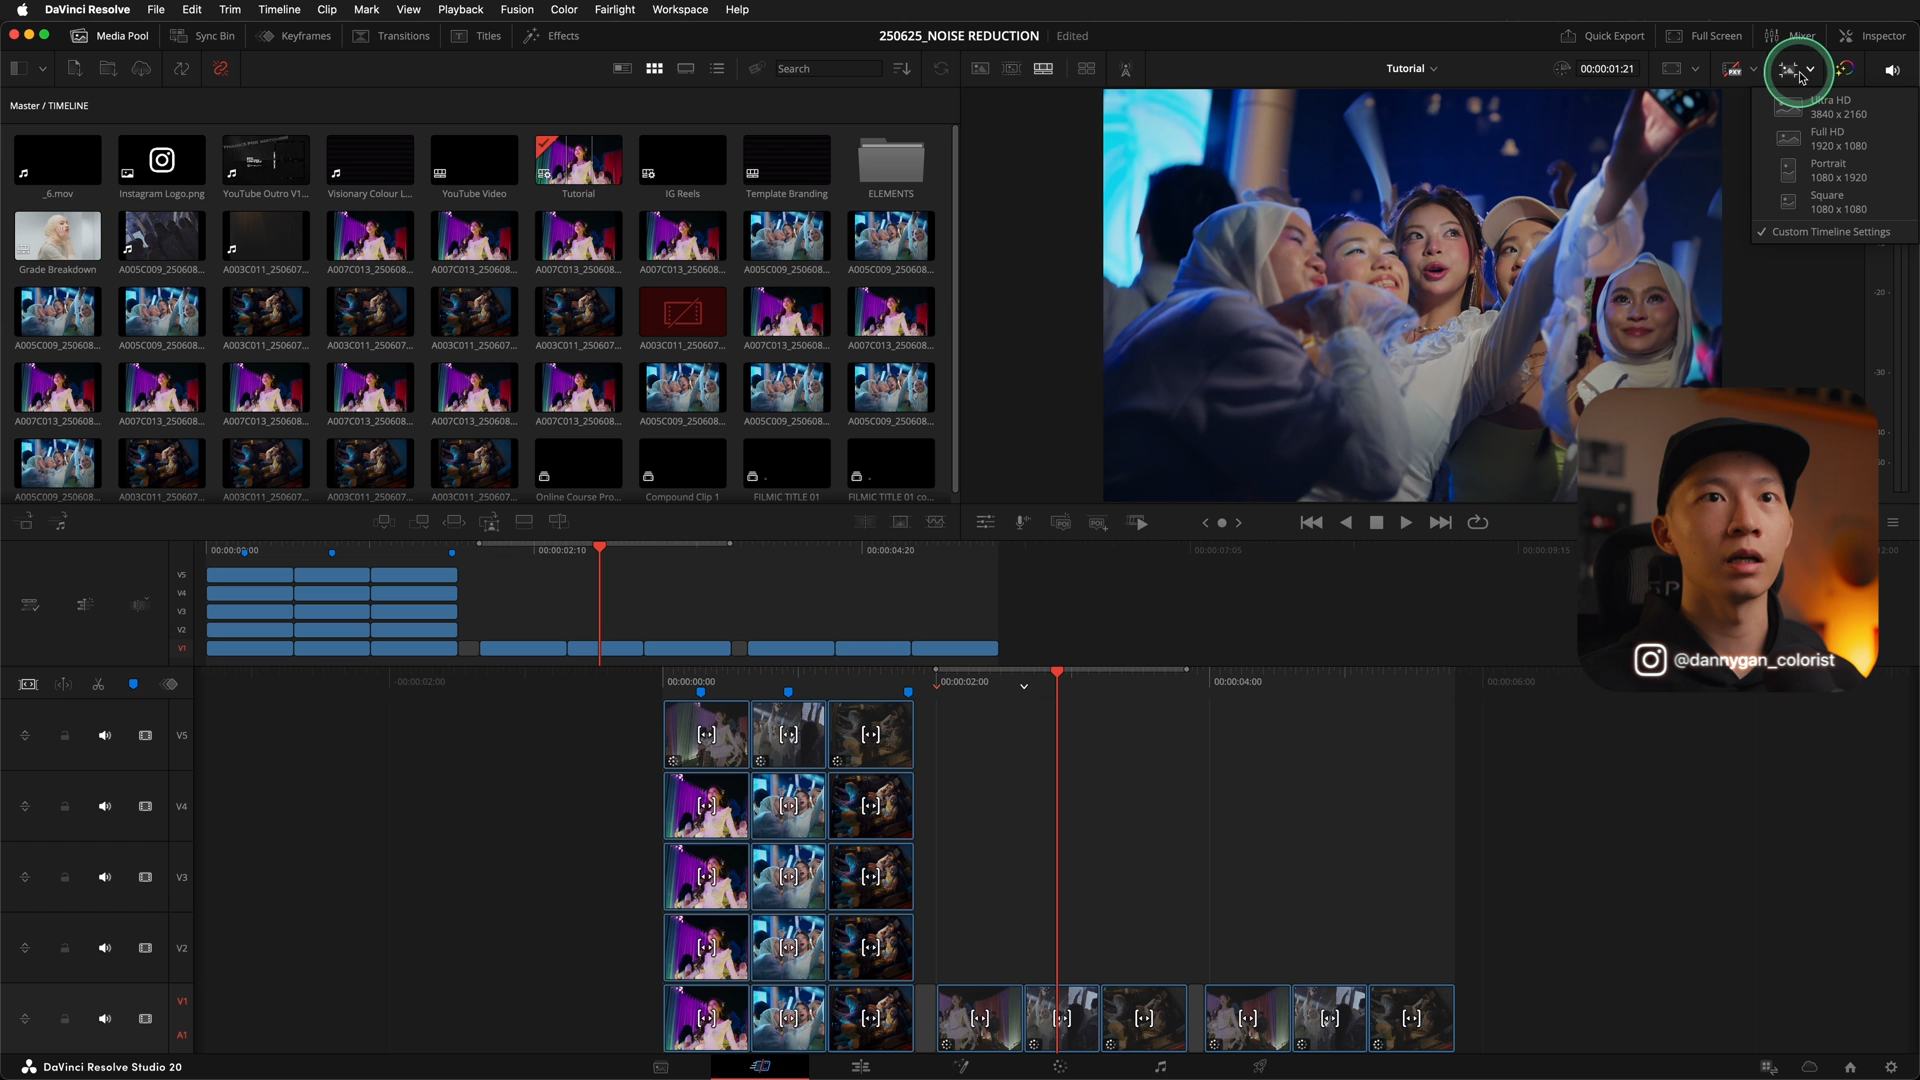 DaVinci Resolve File Edit Trim Timeline Clip Mark View Playback Fusion Color Fairlight Workspace Help
Media Pool Sync Bin Keyframes Transitions Titles Effects
250625_NOISE REDUCTION Edited
Quick Export Full Screen Mixer Inspector
Search
Tutorial
00:00:01:21
Master / TIMELINE
_6.mov Instagram Logo.png YouTube Outro V1... Visionary Colour L... YouTube Video Tutorial IG Reels Template Branding ELEMENTS
Grade Breakdown A005C009_250608... A003C011_250607... A007C013_250608... A007C013_250608... A007C013_250608... A007C013_250608... A005C009_250608... A005C009_250608...
A005C009_250608... A005C009_250608... A003C011_250607... A003C011_250607... A003C011_250607... A003C011_250607... A003C011_250607... A007C013_250608... A007C013_250608...
A007C013_250608... A007C013_250608... A007C013_250608... A007C013_250608... A007C013_250608... A007C013_250608... A005C009_250608... A005C009_250608... A005C009_250608...
A005C009_250608... A003C011_250607... A003C011_250607... A003C011_250607... A003C011_250607... Online Course Pro... Compound Clip 1 FILMIC TITLE 01 FILMIC TITLE 01 co...
Ultra HD
3840 x 2160
Full HD
1920 x 1080
Portrait
1080 x 1920
Square
1080 x 1080
Custom Timeline Settings
-20
-30
00:00:02:10 00:00:04:20 00:00:07:05 00:00:09:15
V5
V4
V3
V2
V1
@dannygan_colorist
-00:00:02:00 00:00:00:00 00:00:02:00 00:00:04:00 00:00:06:00
V5
V4
V3
V2
V1
A1
DaVinci Resolve Studio 20